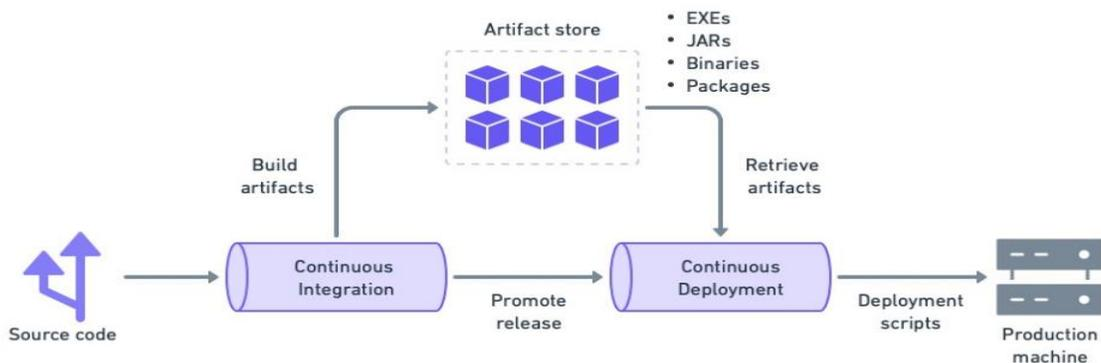 Artifact store
• EXEs
• JARs
• Binaries
• Packages
Build
artifacts
Retrieve
artifacts
Source code
Continuous
Integration
Promote
release
Continuous
Deployment
Deployment
scripts
Production
machine